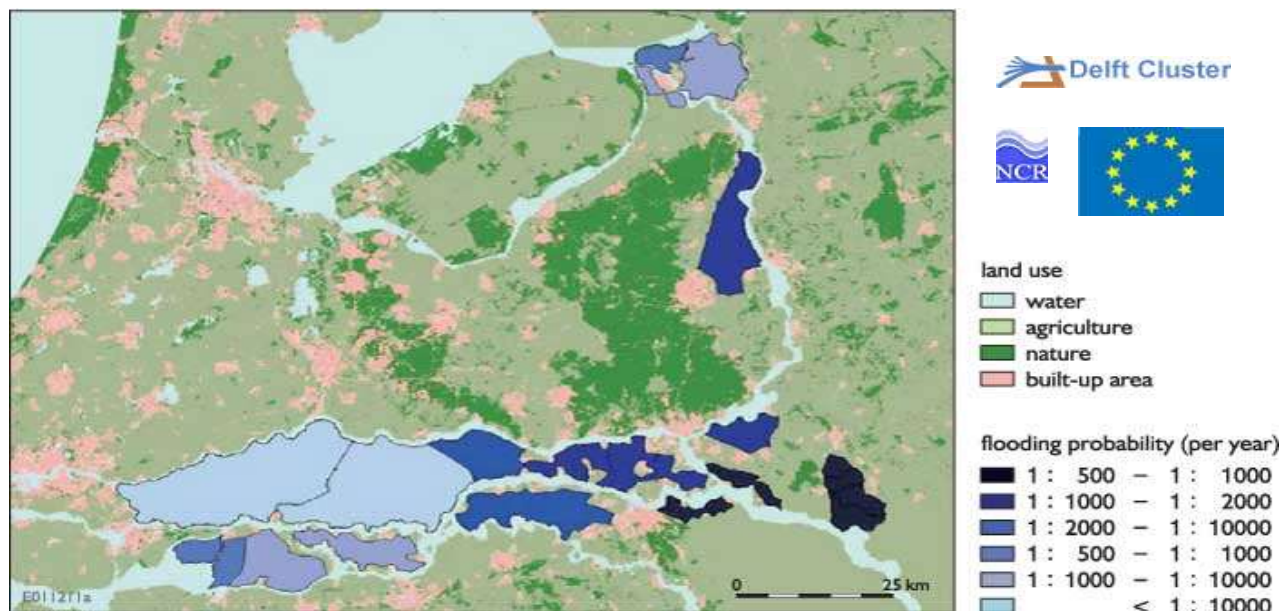 Delft Cluster
NCR
land use
water
agriculture
nature
built-up area
flooding probability (per year)
1 : 500 – 1 : 1000
1 : 1000 – 1 : 2000
1 : 2000 – 1 : 10000
1 : 500 – 1 : 1000
1 : 1000 – 1 : 10000
< 1 : 10000
0 25 km
E011211a